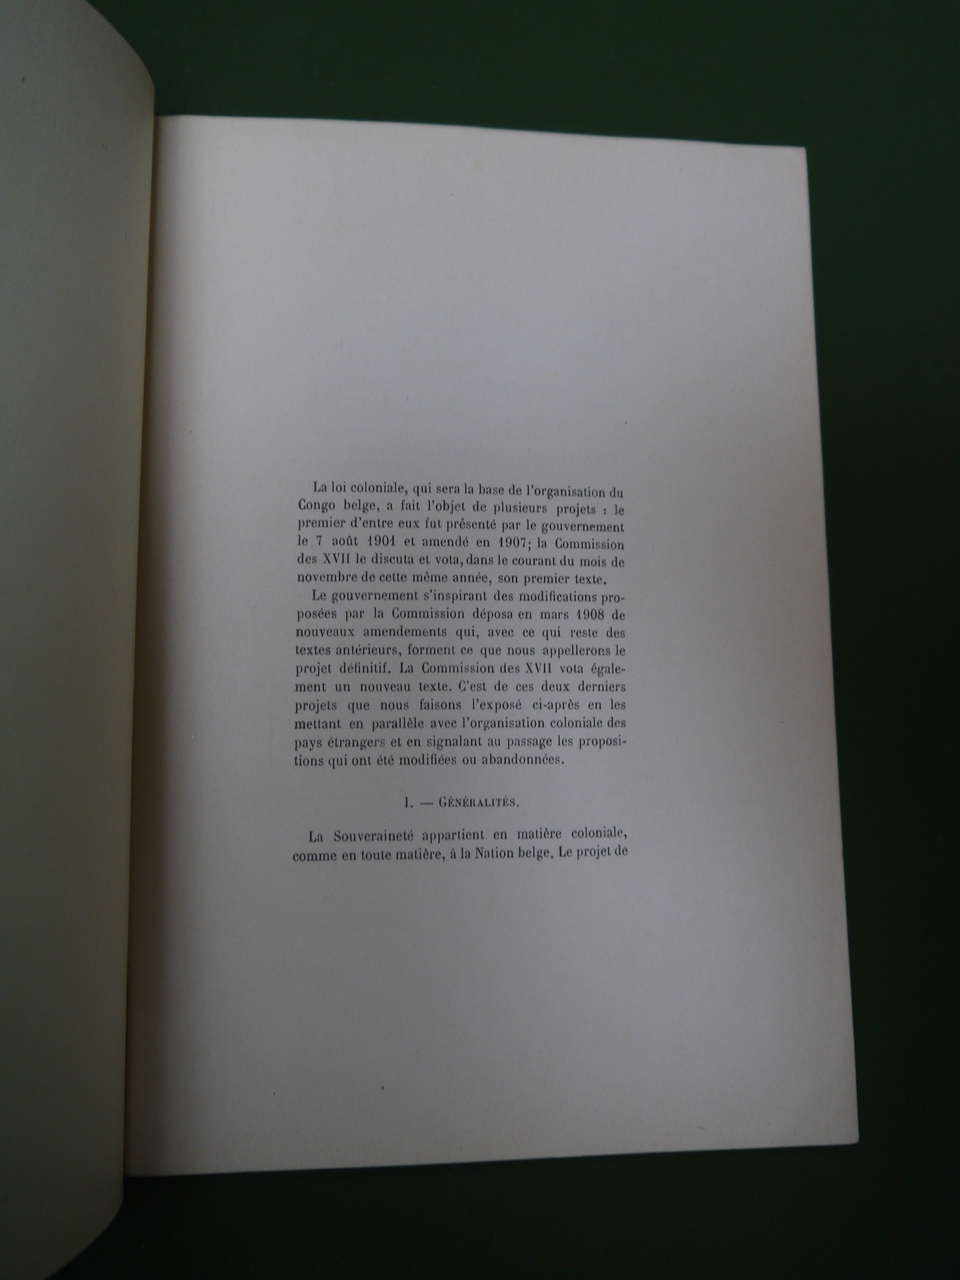 La loi coloniale, qui sera la base de l'organisation du
Congo belge, a fait l'objet de plusieurs projets : le
premier d'entre eux fut présenté par le gouvernement
le 7 août 1901 et amendé en 1907; la Commission
des XVII le discuta et vota, dans le courant du mois de
novembre de cette même année, son premier texte.
Le gouvernement s'inspirant des modifications pro-
posées par la Commission déposa en mars 1908 de
nouveaux amendements qui, avec ce qui reste des
textes antérieurs, forment ce que nous appellerons le
projet définitif. La Commission des XVII vota égale-
ment un nouveau texte. C'est de ces deux derniers
projets que nous faisons l'exposé ci-après en les
mettant en parallèle avec l'organisation coloniale des
pays étrangers et en signalant au passage les proposi-
tions qui ont été modifiées ou abandonnées.
I. — GÉNÉRALITÉS.
La Souveraineté appartient en matière coloniale,
comme en toute matière, à la Nation belge. Le projet de